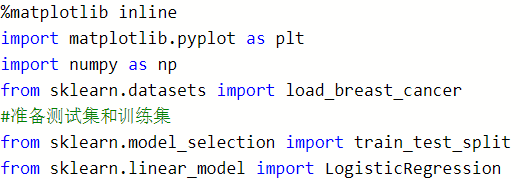 %matplotlib inline
import matplotlib.pyplot as plt
import numpy as np
from sklearn.datasets import load_breast_cancer
#准备测试集和训练集
from sklearn.model_selection import train_test_split
from sklearn.linear_model import LogisticRegression